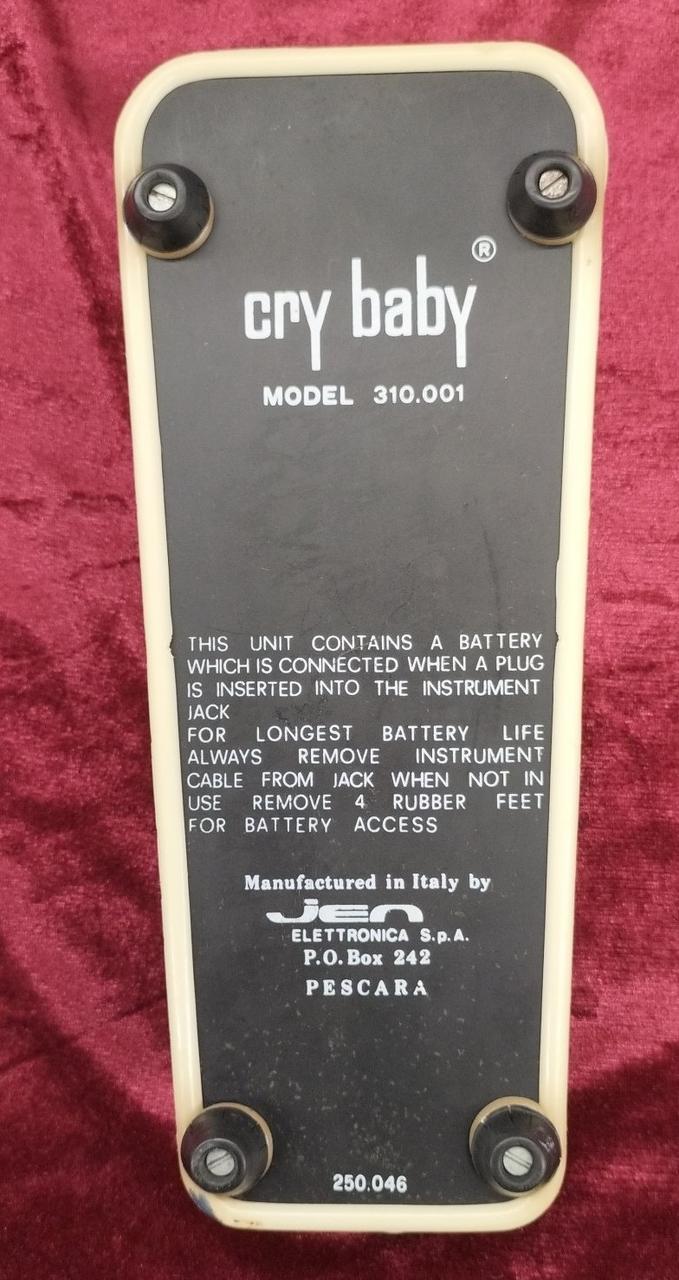 cry baby ®
MODEL 310.001
THIS UNIT CONTAINS A BATTERY
WHICH IS CONNECTED WHEN A PLUG
IS INSERTED INTO THE INSTRUMENT
JACK
FOR LONGEST BATTERY LIFE
ALWAYS REMOVE INSTRUMENT
CABLE FROM JACK WHEN NOT IN
USE REMOVE 4 RUBBER FEET
FOR BATTERY ACCESS
Manufactured in Italy by
Jen
ELETTRONICA S.p.A.
P.O. Box 242
PESCARA
250.046